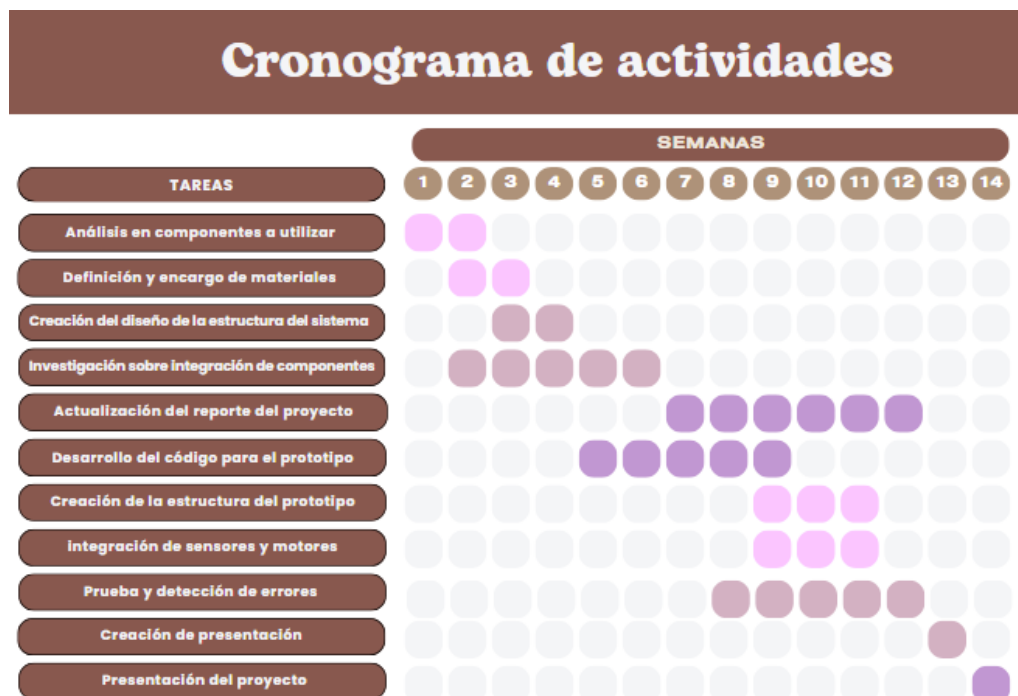 Cronograma de actividades
SEMANAS
TAREAS 1 2 3 4 5 6 7 8 9 10 11 12 13 14
Análisis en componentes a utilizar
Definición y encargo de materiales
Creación del diseño de la estructura del sistema
Investigación sobre integración de componentes
Actualización del reporte del proyecto
Desarrollo del código para el prototipo
Creación de la estructura del prototipo
integración de sensores y motores
Prueba y detección de errores
Creación de presentación
Presentación del proyecto